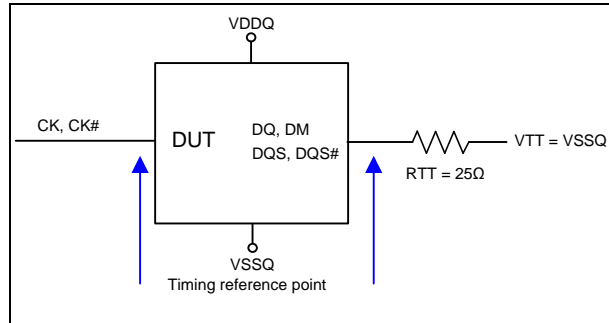 VDDQ
CK, CK#
DUT
DQ, DM
DQS, DQS#
VTT = VSSQ
RTT = 25Ω
VSSQ
Timing reference point